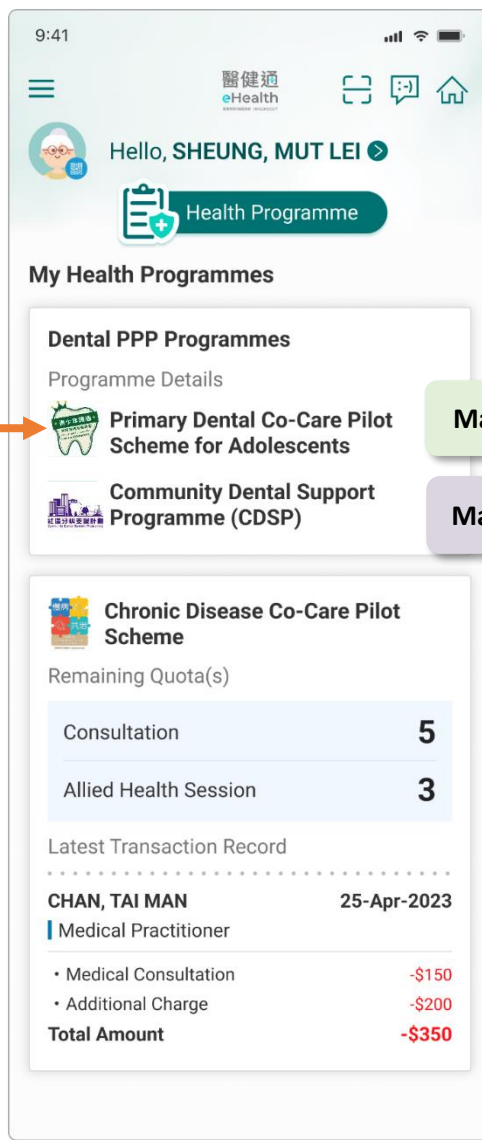 9:41
醫健通
eHealth
Hello, SHEUNG, MUT LEI
Health Programme
My Health Programmes
Dental PPP Programmes
Programme Details
Primary Dental Co-Care Pilot
Scheme for Adolescents
Ma
Community Dental Support
Programme (CDSP)
Ma
Chronic Disease Co-Care Pilot
Scheme
Remaining Quota(s)
Consultation 5
Allied Health Session 3
Latest Transaction Record
CHAN, TAI MAN 25-Apr-2023
Medical Practitioner
• Medical Consultation -$150
• Additional Charge -$200
Total Amount -$350